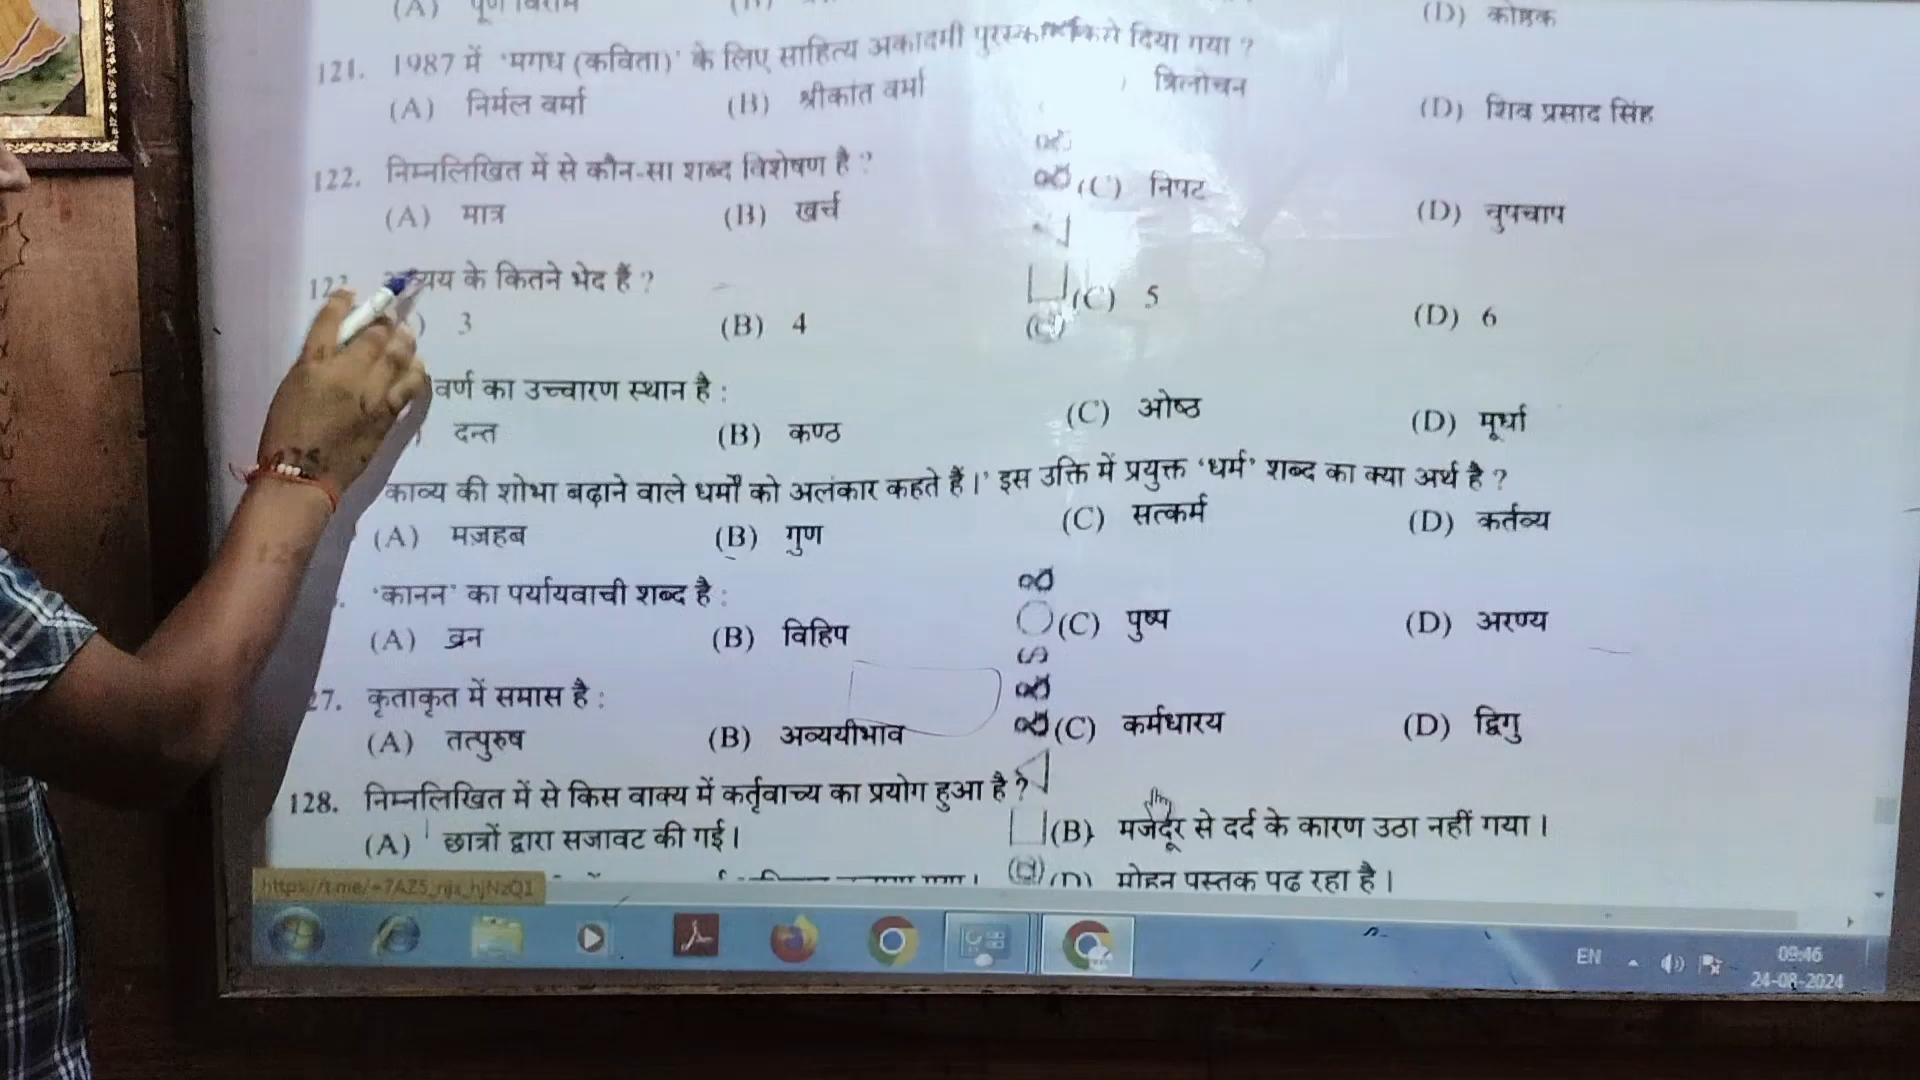 (A) पूर्ण विराम
(D) कोष्ठक
121. 1987 में 'मगध (कविता)' के लिए साहित्य अकादमी पुरस्कार किसे दिया गया ?
(A) निर्मल वर्मा (B) श्रीकांत वर्मा त्रिलोचन (D) शिव प्रसाद सिंह
122. निम्नलिखित में से कौन-सा शब्द विशेषण है ?
(A) मात्र (B) खर्च (C) निपट (D) चुपचाप
के कितने भेद हैं ?
3 (B) 4 (C) 5 (D) 6
वर्ण का उच्चारण स्थान है :
दन्त (B) कण्ठ (C) ओष्ठ (D) मूर्धा
काव्य की शोभा बढ़ाने वाले धर्मों को अलंकार कहते हैं।' इस उक्ति में प्रयुक्त 'धर्म' शब्द का क्या अर्थ है ?
(A) मज़हब (B) गुण (C) सत्कर्म (D) कर्तव्य
'कानन' का पर्यायवाची शब्द है :
(A) व्रन (B) विहिप (C) पुष्प (D) अरण्य
27. कृताकृत में समास है :
(A) तत्पुरुष (B) अव्ययीभाव (C) कर्मधारय (D) द्विगु
128. निम्नलिखित में से किस वाक्य में कर्तृवाच्य का प्रयोग हुआ है ?
(A) छात्रों द्वारा सजावट की गई। (B) मजदूर से दर्द के कारण उठा नहीं गया।
(D) मोहन पस्तक पढ रहा है।
EN 09:46
24-08-2024